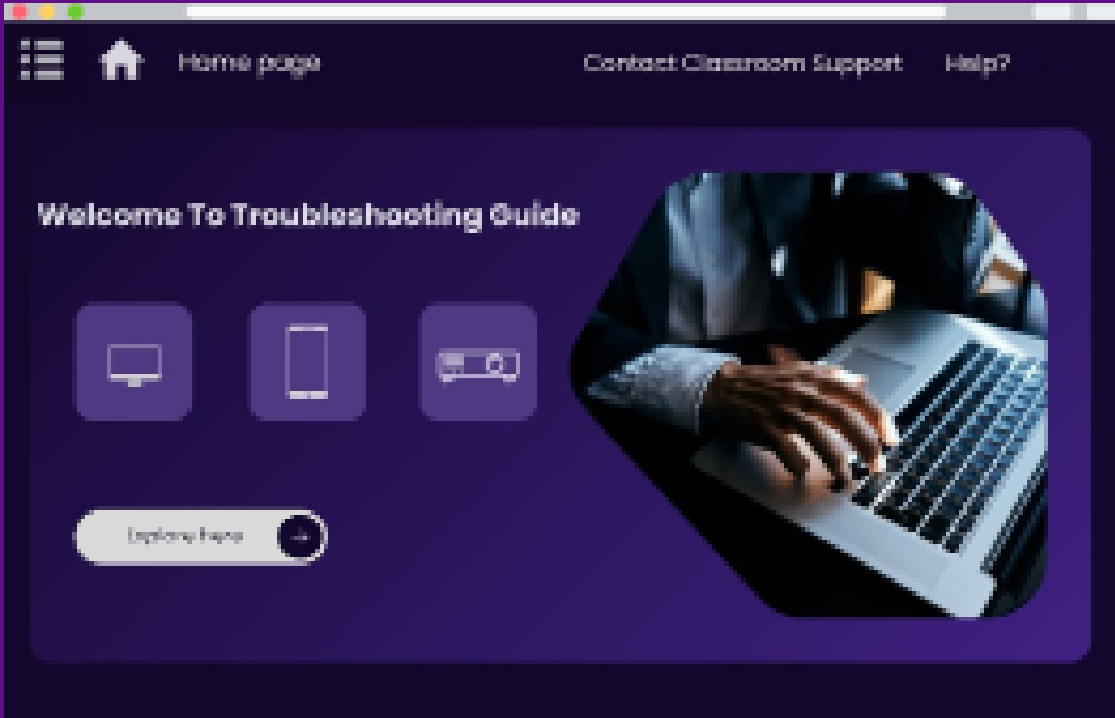 Home page
Contact Classroom Support
Help?
Welcome To Troubleshooting Guide
Explore here